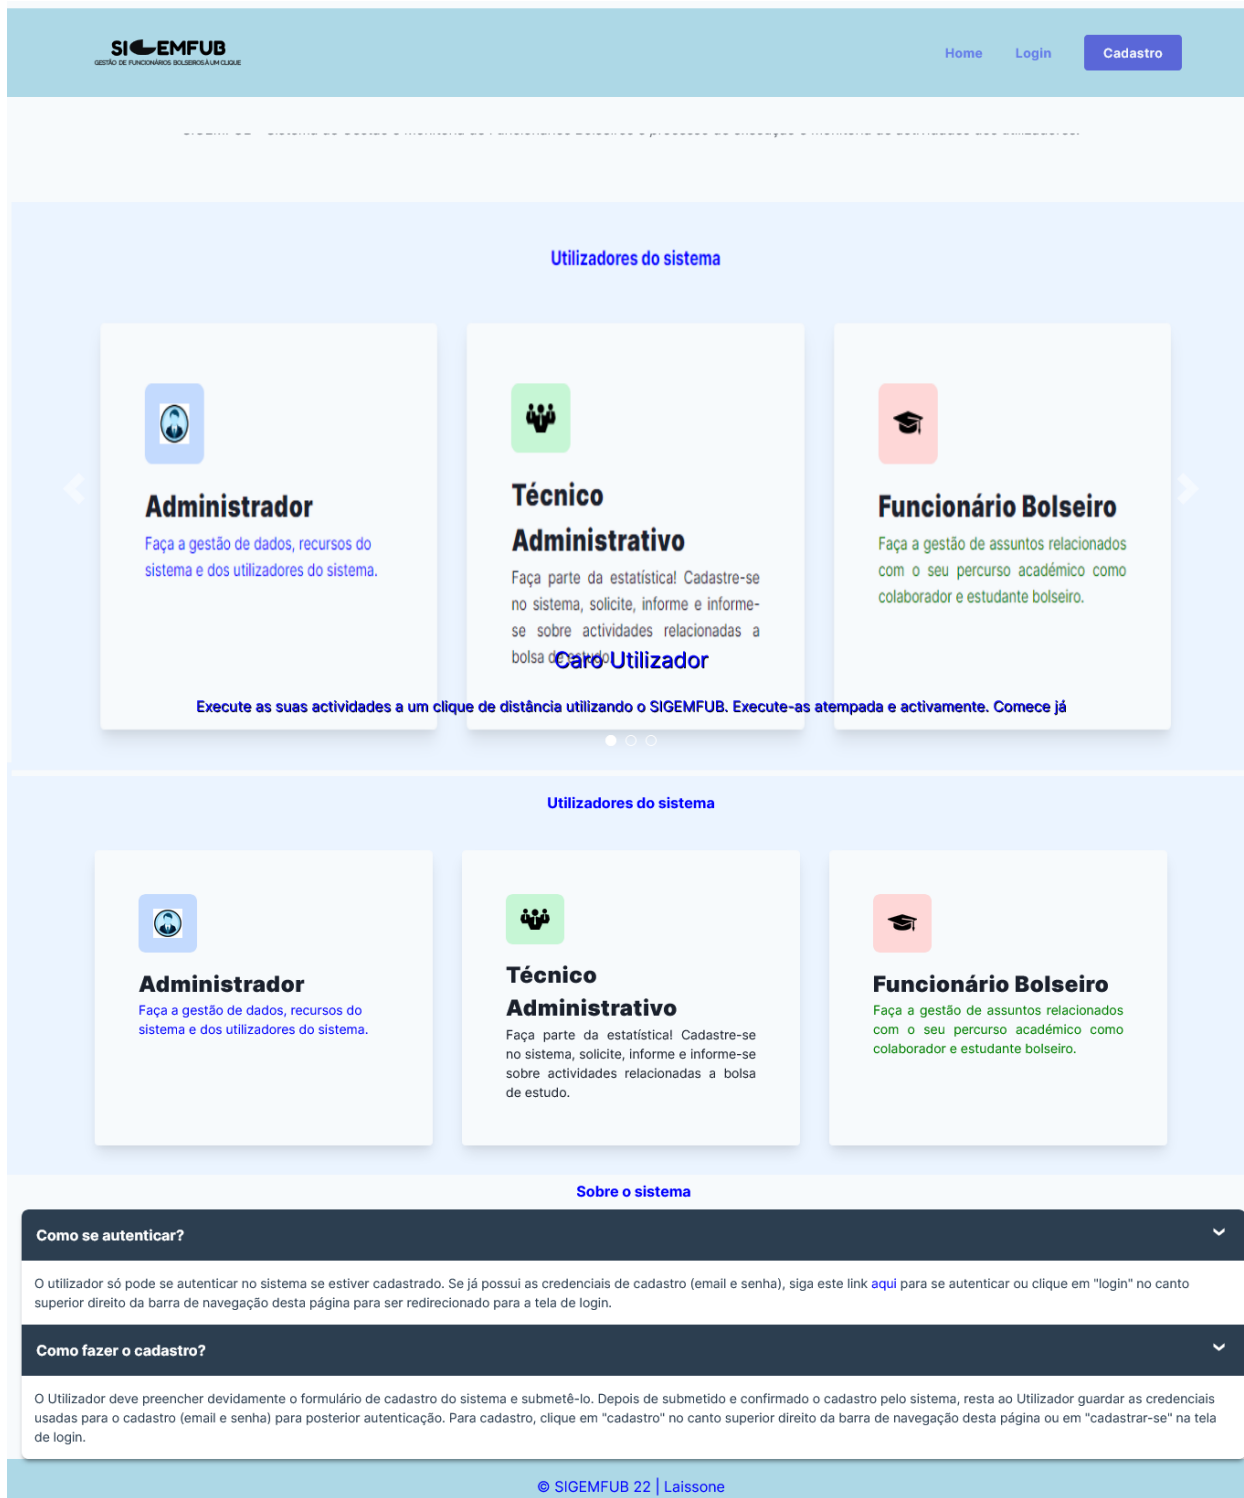 SIGEMFUB
GESTÃO DE FUNCIONÁRIOS BOLSEIROS À UM CLIQUE
Home
Login
Cadastro
Utilizadores do sistema
Administrador
Faça a gestão de dados, recursos do
sistema e dos utilizadores do sistema.
Técnico
Administrativo
Faça parte da estatística! Cadastre-se
no sistema, solicite, informe e informe-
se sobre actividades relacionadas a
bolsa de estudo.
Funcionário Bolseiro
Faça a gestão de assuntos relacionados
com o seu percurso académico como
colaborador e estudante bolseiro.
Caro Utilizador
Execute as suas actividades a um clique de distância utilizando o SIGEMFUB. Execute-as atempada e activamente. Comece já
Utilizadores do sistema
Administrador
Faça a gestão de dados, recursos do
sistema e dos utilizadores do sistema.
Técnico
Administrativo
Faça parte da estatística! Cadastre-se
no sistema, solicite, informe e informe-se
sobre actividades relacionadas a bolsa
de estudo.
Funcionário Bolseiro
Faça a gestão de assuntos relacionados
com o seu percurso académico como
colaborador e estudante bolseiro.
Sobre o sistema
Como se autenticar?
O utilizador só pode se autenticar no sistema se estiver cadastrado. Se já possui as credenciais de cadastro (email e senha), siga este link aqui para se autenticar ou clique em "login" no canto
superior direito da barra de navegação desta página para ser redirecionado para a tela de login.
Como fazer o cadastro?
O Utilizador deve preencher devidamente o formulário de cadastro do sistema e submetê-lo. Depois de submetido e confirmado o cadastro pelo sistema, resta ao Utilizador guardar as credenciais
usadas para o cadastro (email e senha) para posterior autenticação. Para cadastro, clique em "cadastro" no canto superior direito da barra de navegação desta página ou em "cadastrar-se" na tela
de login.
© SIGEMFUB 22 | Laissone